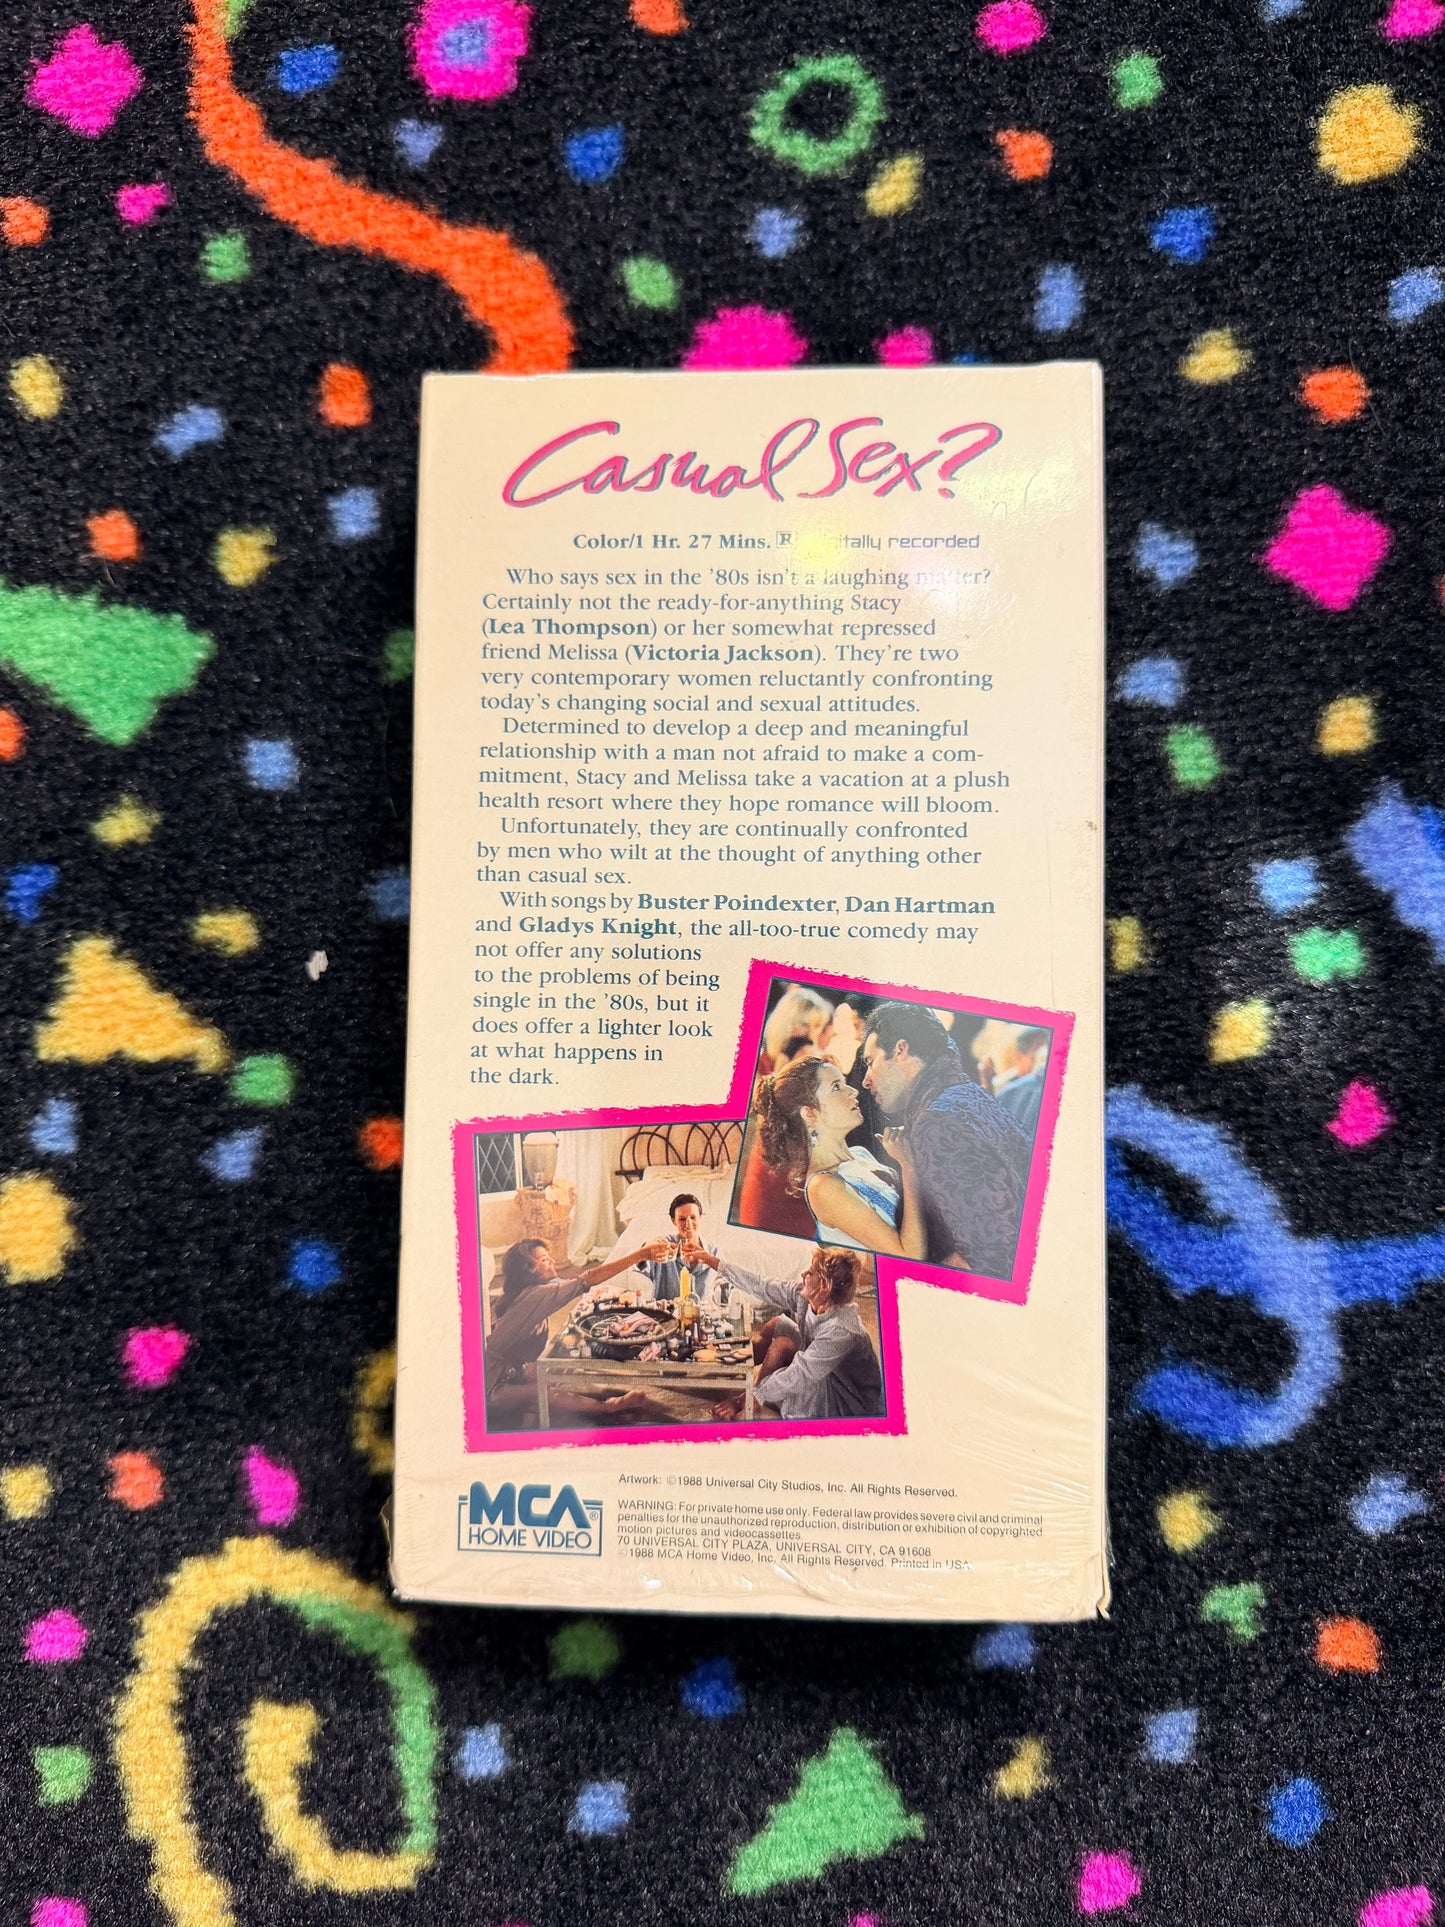 Casual Sex?
Color/1 Hr. 27 Mins. R digitally recorded
Who says sex in the '80s isn't a laughing matter?
Certainly not the ready-for-anything Stacy
(Lea Thompson) or her somewhat repressed
friend Melissa (Victoria Jackson). They're two
very contemporary women reluctantly confronting
today's changing social and sexual attitudes.
Determined to develop a deep and meaningful
relationship with a man not afraid to make a com-
mitment, Stacy and Melissa take a vacation at a plush
health resort where they hope romance will bloom.
Unfortunately, they are continually confronted
by men who wilt at the thought of anything other
than casual sex.
With songs by Buster Poindexter, Dan Hartman
and Gladys Knight, the all-too-true comedy may
not offer any solutions
to the problems of being
single in the '80s, but it
does offer a lighter look
at what happens in
the dark.
MCA®
HOME VIDEO
Artwork: ©1988 Universal City Studios, Inc. All Rights Reserved.
WARNING: For private home use only. Federal law provides severe civil and criminal
penalties for the unauthorized reproduction, distribution or exhibition of copyrighted
motion pictures and videocassettes.
70 UNIVERSAL CITY PLAZA, UNIVERSAL CITY, CA 91608
©1988 MCA Home Video, Inc. All Rights Reserved. Printed in USA